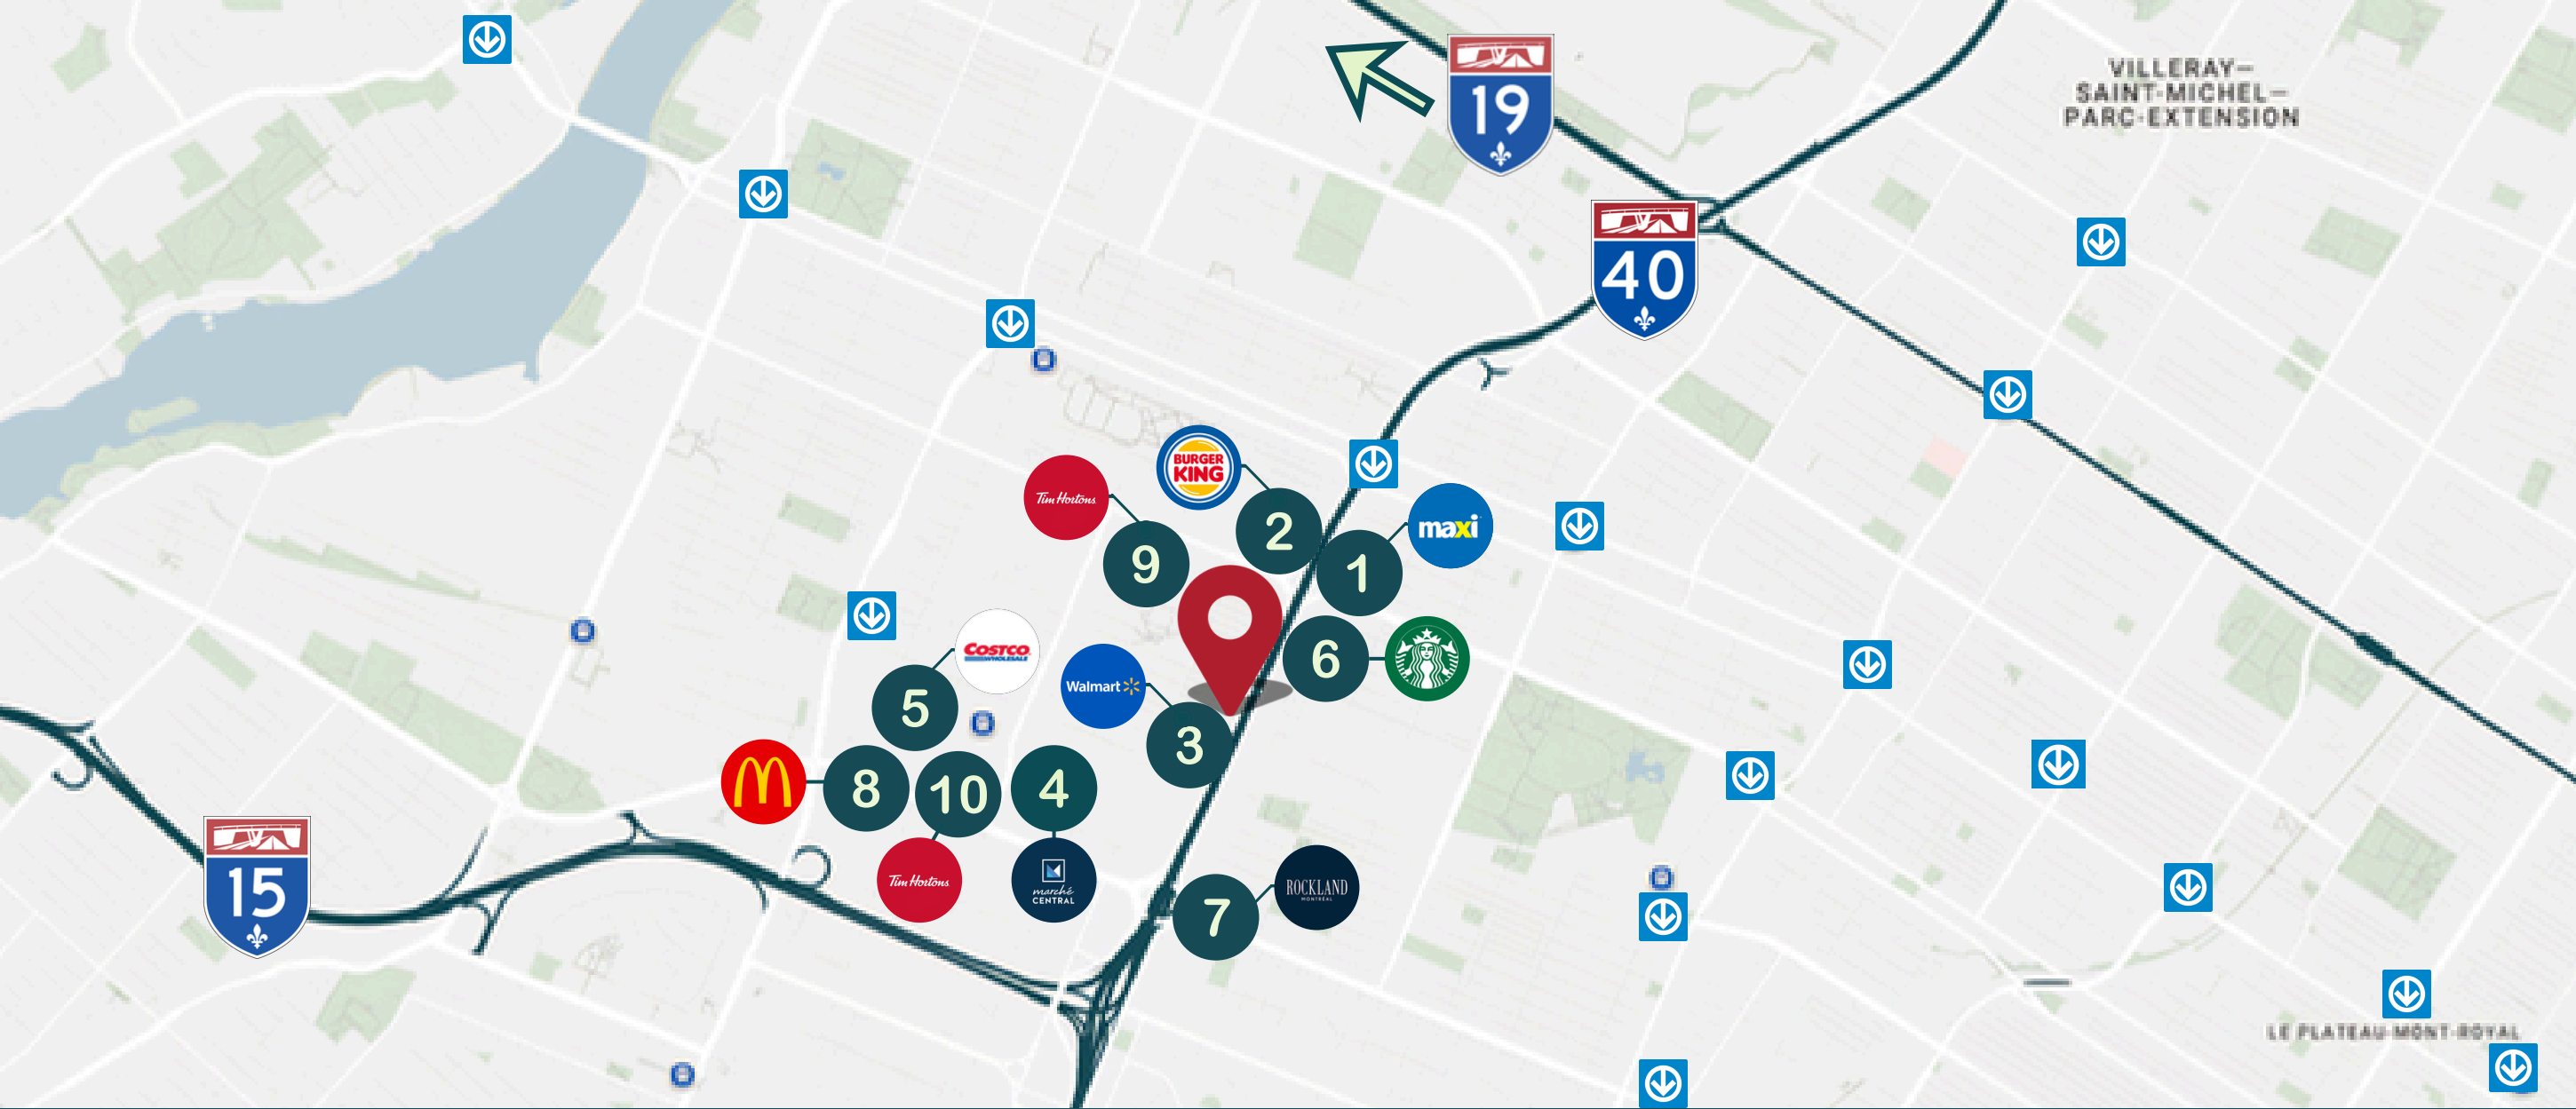 19
VILLERAY–
SAINT-MICHEL–
PARC-EXTENSION
40
BURGER
KING
Tim Hortons
2
maxi
9
1
COSTCO
WHOLESALE
6
Walmart
5
3
8
10
4
15
Tim Hortons
marché
CENTRAL
7
ROCKLAND
MONTRÉAL
LE PLATEAU-MONT-ROYAL